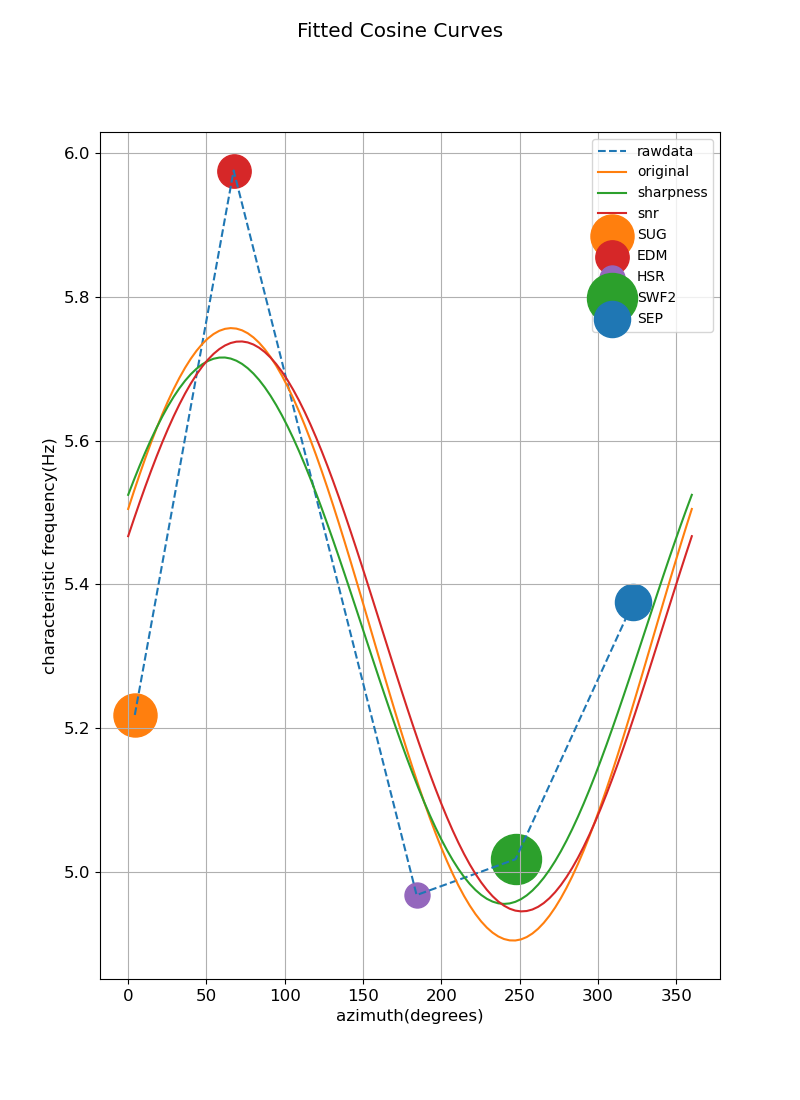 Fitted Cosine Curves
6.0
5.8
5.6
5.4
5.2
5.0
characteristic frequency(Hz)
rawdata
original
sharpness
snr
SUG
EDM
HSR
SWF2
SEP
0 50 100 150 200 250 300 350
azimuth(degrees)